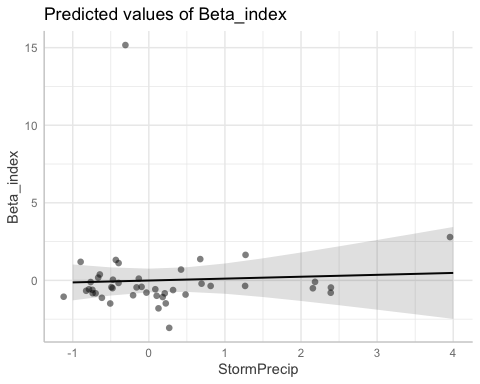 Predicted values of Beta_index
15
10
5
0
Beta_index
-1 0 1 2 3 4
StormPrecip